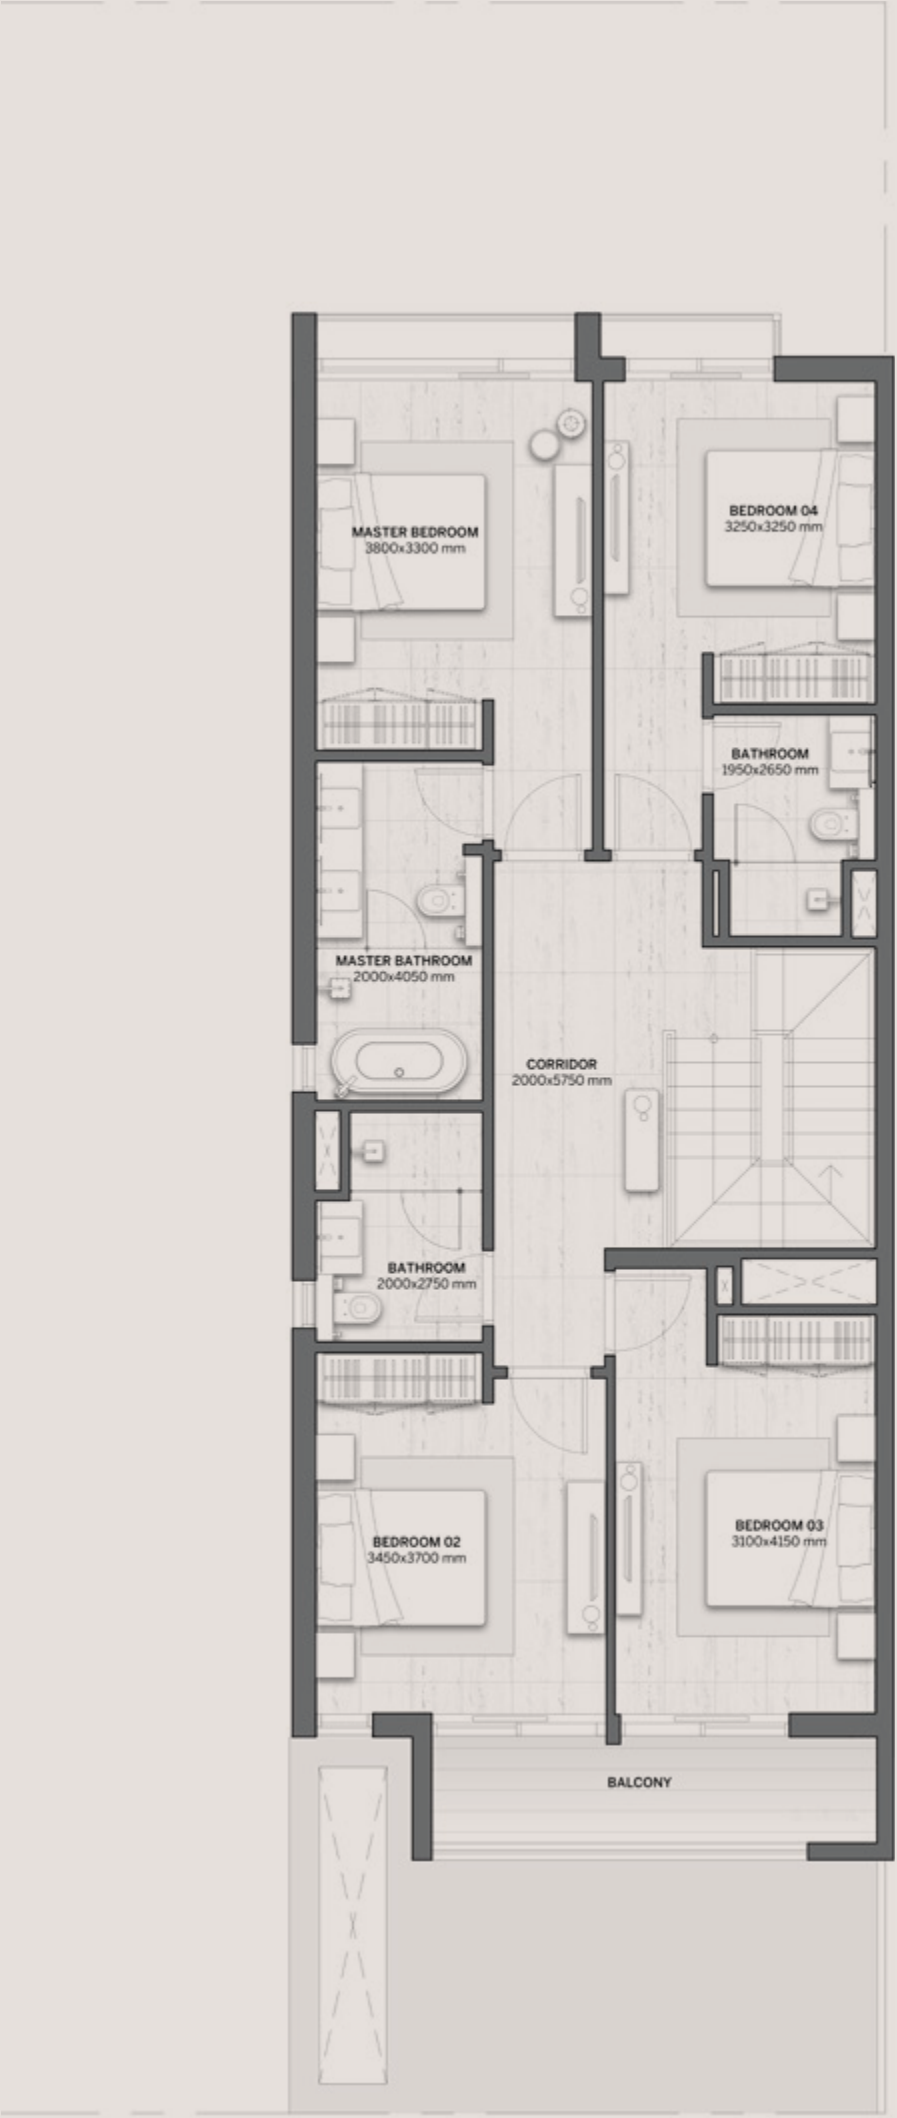 MASTER BEDROOM
3800x3300 mm
BEDROOM 04
3250x3250 mm
BATHROOM
1950x2650 mm
MASTER BATHROOM
2000x4050 mm
CORRIDOR
2000x5750 mm
BATHROOM
2000x2750 mm
BEDROOM 02
3450x3700 mm
BEDROOM 03
3100x4150 mm
BALCONY